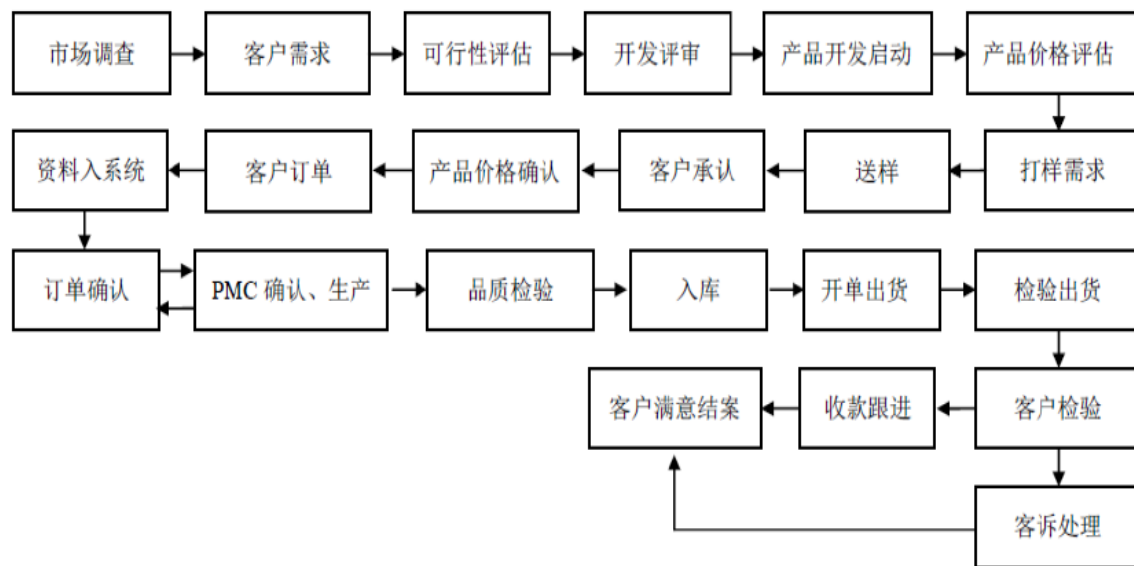 市场调查
客户需求
可行性评估
开发评审
产品开发启动
产品价格评估
资料入系统
客户订单
产品价格确认
客户承认
送样
打样需求
订单确认
PMC 确认、生产
品质检验
入库
开单出货
检验出货
客户满意结案
收款跟进
客户检验
客诉处理